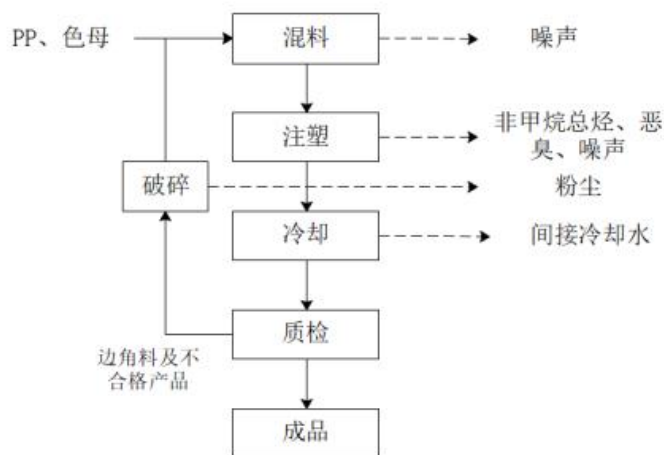 PP、色母
混料
噪声
注塑
非甲烷总烃、恶
臭、噪声
破碎
粉尘
冷却
间接冷却水
质检
边角料及不
合格产品
成品